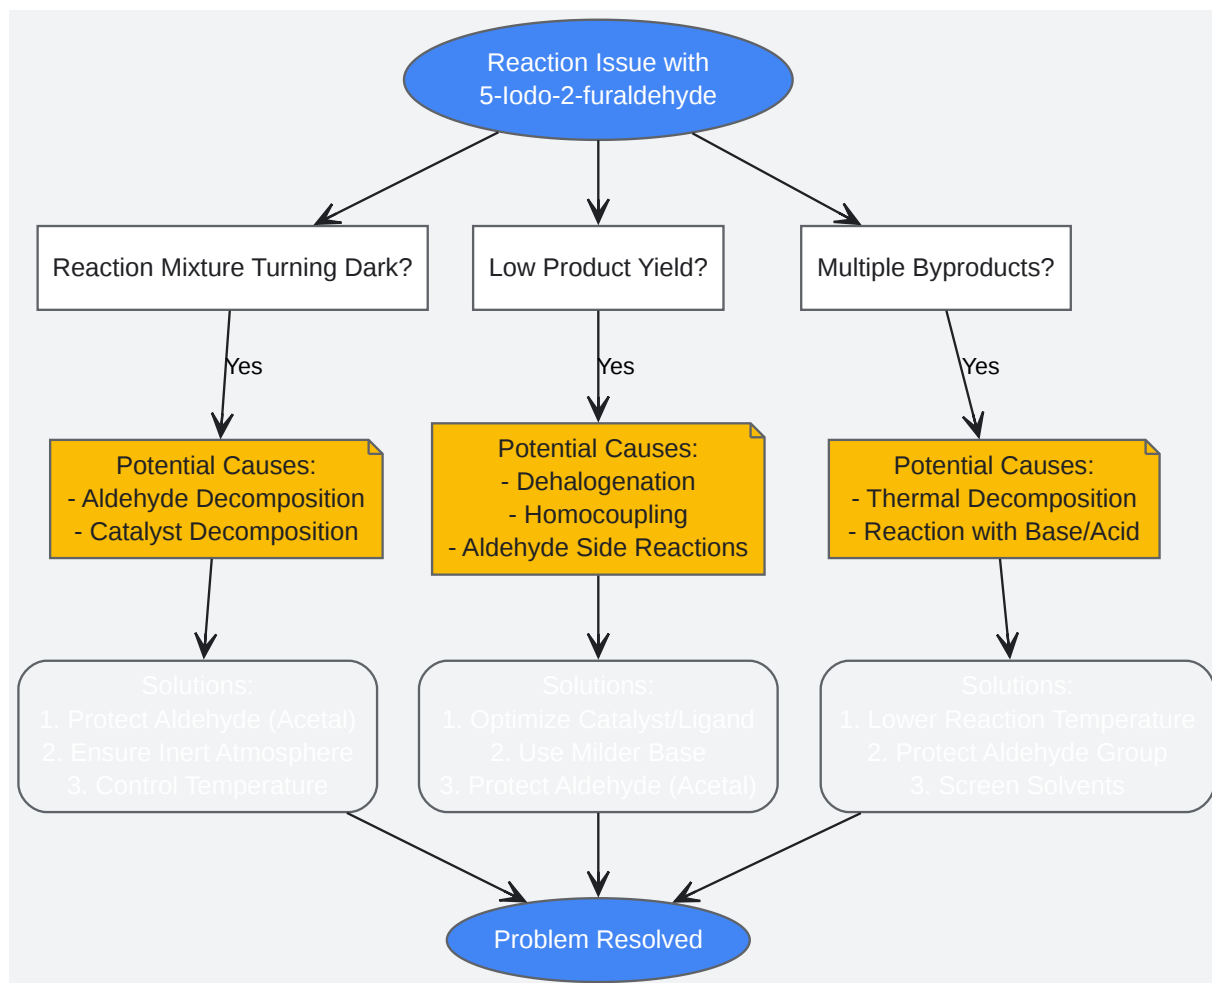 Reaction Issue with
5-Iodo-2-furaldehyde
Reaction Mixture Turning Dark?
Low Product Yield?
Multiple Byproducts?
Yes
Yes
Yes
Potential Causes:
- Aldehyde Decomposition
- Catalyst Decomposition
Potential Causes:
- Dehalogenation
- Homocoupling
- Aldehyde Side Reactions
Potential Causes:
- Thermal Decomposition
- Reaction with Base/Acid
Solutions:
1. Protect Aldehyde (Acetal)
2. Ensure Inert Atmosphere
3. Control Temperature
Solutions:
1. Optimize Catalyst/Ligand
2. Use Milder Base
3. Protect Aldehyde (Acetal)
Solutions:
1. Lower Reaction Temperature
2. Protect Aldehyde Group
3. Screen Solvents
Problem Resolved